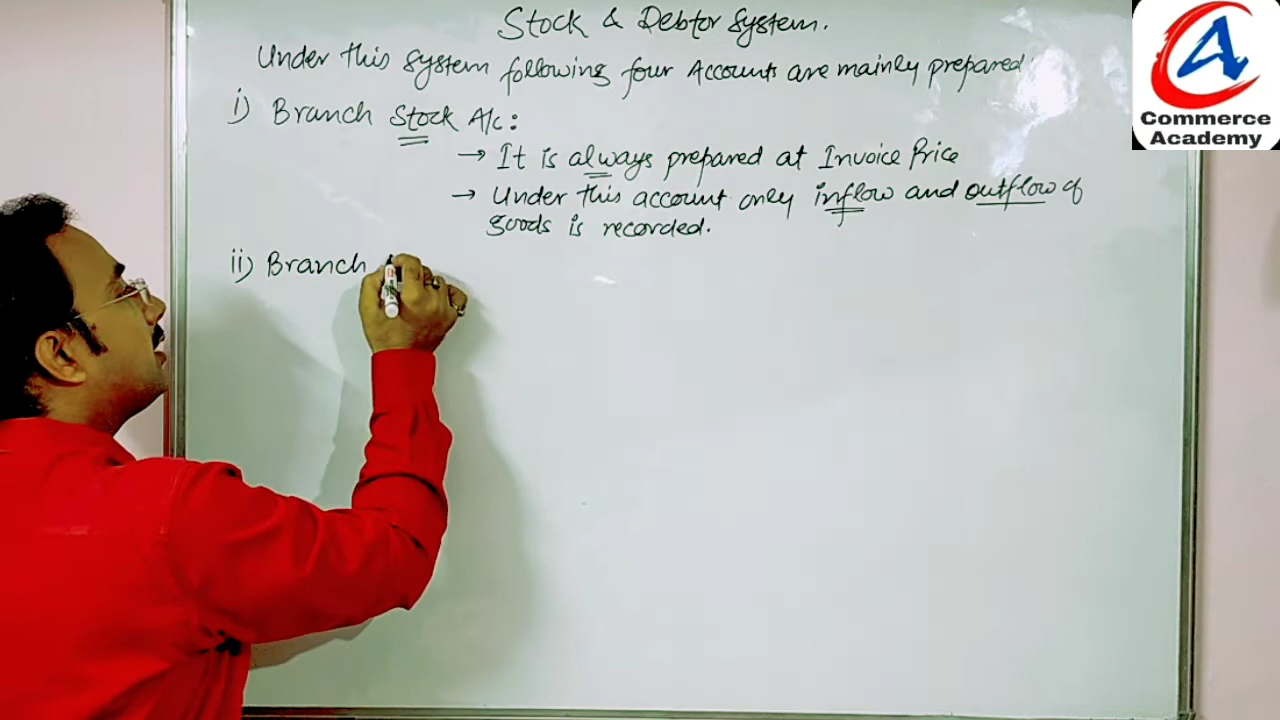 Stock & Debtor System.
Under this system following four Accounts are mainly prepared
i) Branch Stock A/c:
→ It is always prepared at Invoice Price
→ Under this account only inflow and outflow of
goods is recorded.
ii) Branch
Commerce
Academy